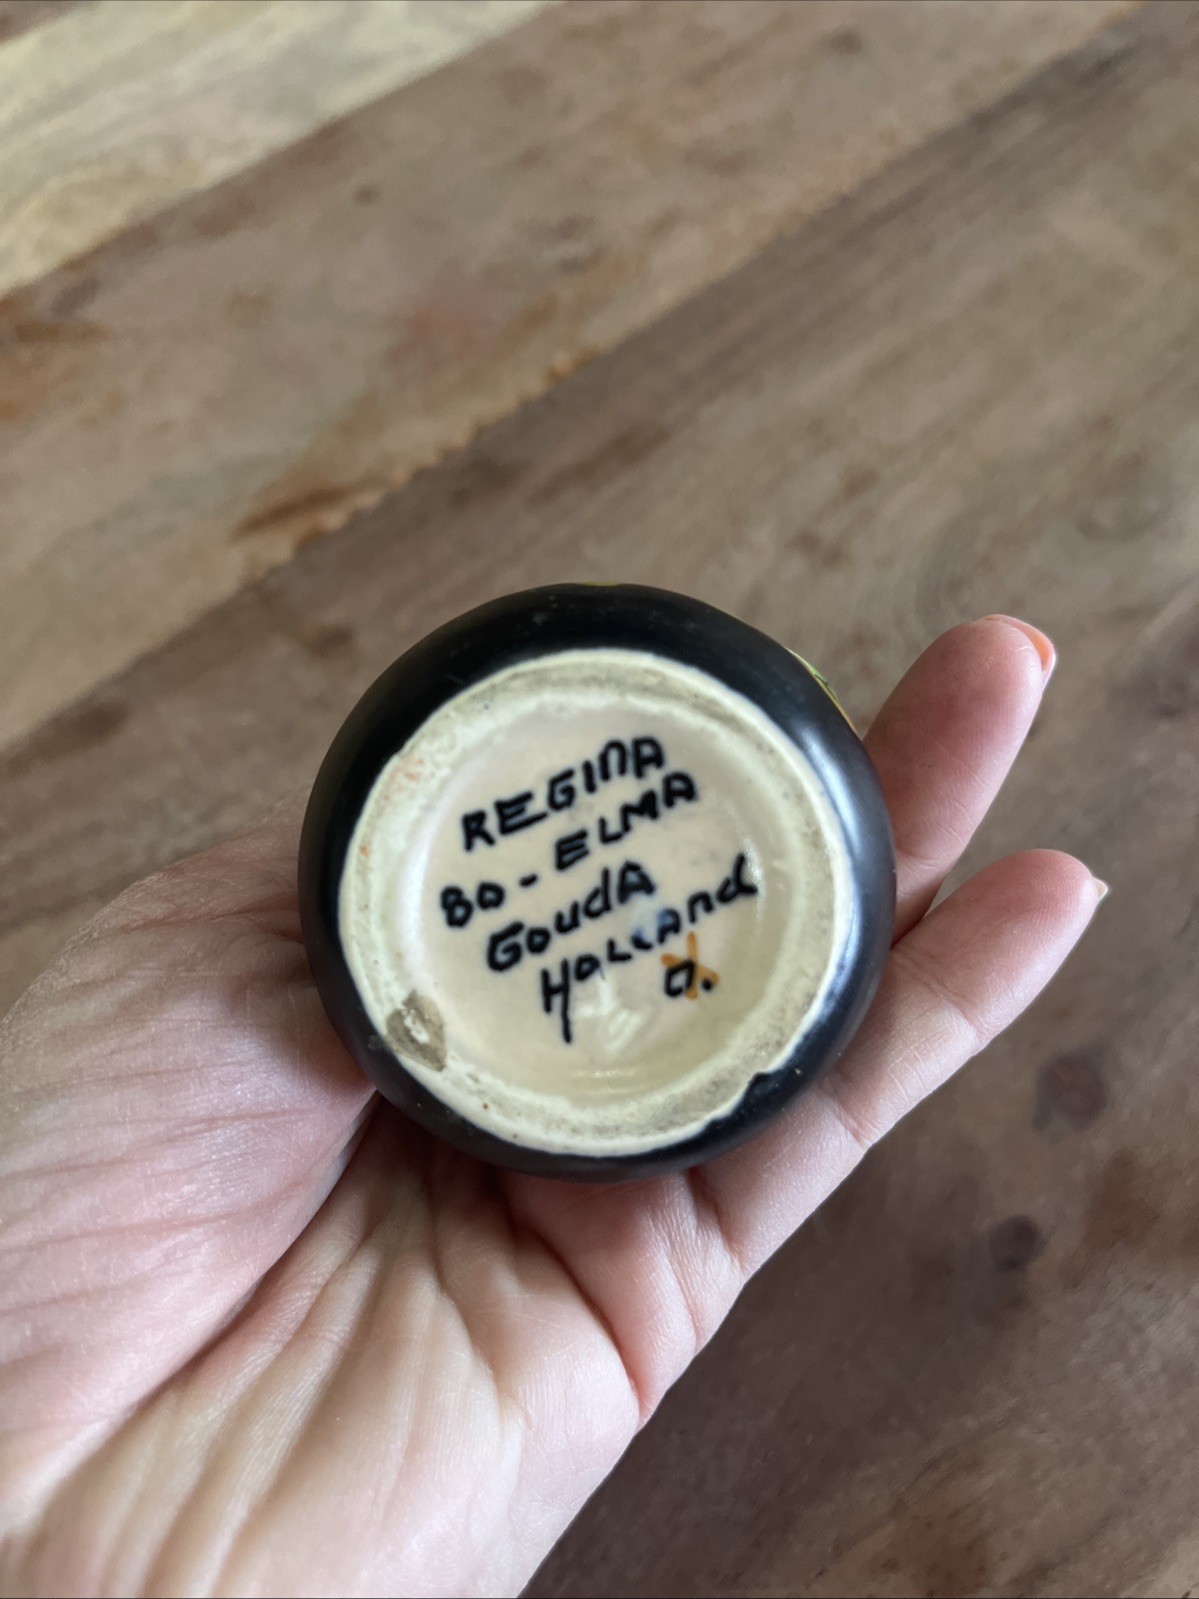 REGINA
80-ELMA
GoudA
HOLLAnd
a.